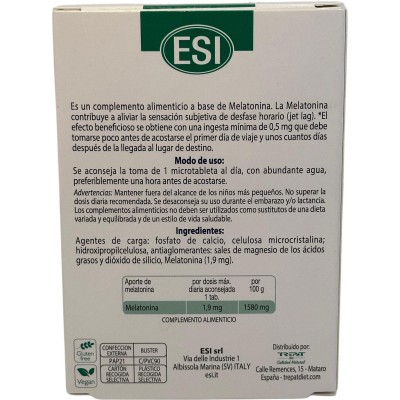 ESI
Es un complemento alimenticio a base de Melatonina. La Melatonina
contribuye a aliviar la sensación subjetiva de desfase horario (jet lag). *El
efecto beneficioso se obtiene con una ingesta mínima de 0,5 mg que debe
tomarse poco antes de acostarse el primer día de viaje y unos cuantos días
después de la llegada al lugar de destino.
Modo de uso:
Se aconseja la toma de 1 microtableta al día, con abundante agua,
preferiblemente una hora antes de acostarse.
Advertencias: Mantener fuera del alcance de los niños más pequeños. No superar la
dosis diaria recomendada. Se desaconseja su uso durante el embarazo y/o lactancia.
Los complementos alimenticios no deben ser utilizados como sustitutos de una dieta
variada y equilibrada y de un estilo de vida saludable.
Ingredientes:
Agentes de carga: fosfato de calcio, celulosa microcristalina;
hidroxipropilcelulosa, antiaglomerantes: sales de magnesio de los ácidos
grasos y dióxido de silicio, Melatonina (1,9 mg).
Aporte de melatonina por dosis máx. diaria aconsejada 1 tab. por 100 g
Melatonina 1,9 mg 1580 mg
COMPLEMENTO ALIMENTICIO
Gluten free
Vegan
CONFECCION EXTERNA BLISTER
PAP21 C/PVC90
CARTÓN RECOGIDA SELECTIVA PLÁSTICO RECOGIDA SELECTIVA
ESI srl
Via delle Industrie 1
Albissola Marina (SV) ITALY
esi.it
Distribuido por:
TREPAT
Calle Remences, 15 - Mataro
España - trepatdiet.com